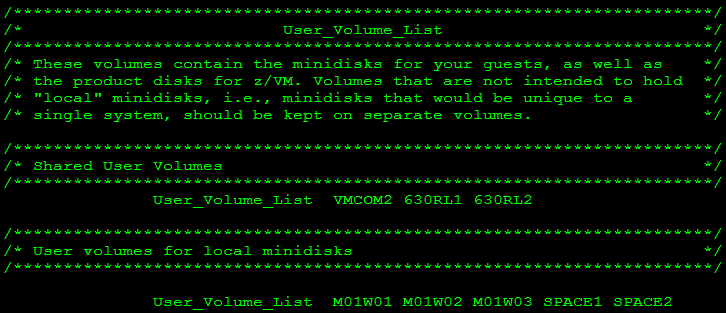 /***********************************************************************/
/*                          User_Volume_List                           */
/***********************************************************************/
/* These volumes contain the minidisks for your guests, as well as     */
/* the product disks for z/VM. Volumes that are not intended to hold   */
/* "local" minidisks, i.e., minidisks that would be unique to a        */
/* single system, should be kept on separate volumes.                  */
/***********************************************************************/
/* Shared User Volumes                                                 */
/***********************************************************************/
User_Volume_List  VMCOM2 630RL1 630RL2
/***********************************************************************/
/* User volumes for local minidisks                                    */
/***********************************************************************/
User_Volume_List  M01W01 M01W02 M01W03 SPACE1 SPACE2